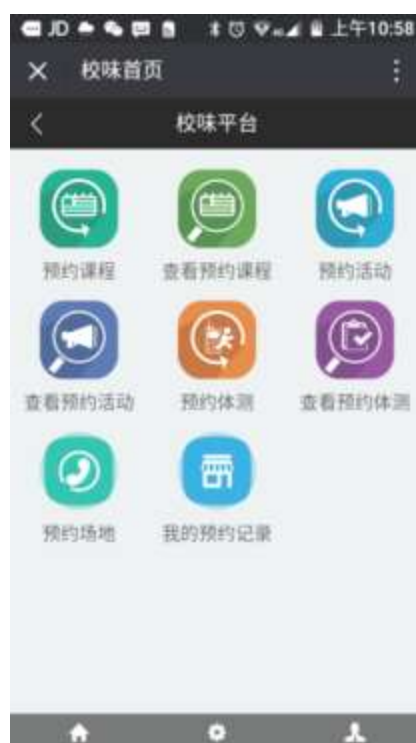 JD 上午10:58
校味首页
校味平台
预约课程 查看预约课程 预约活动
查看预约活动 预约体测 查看预约体测
预约场地 我的预约记录